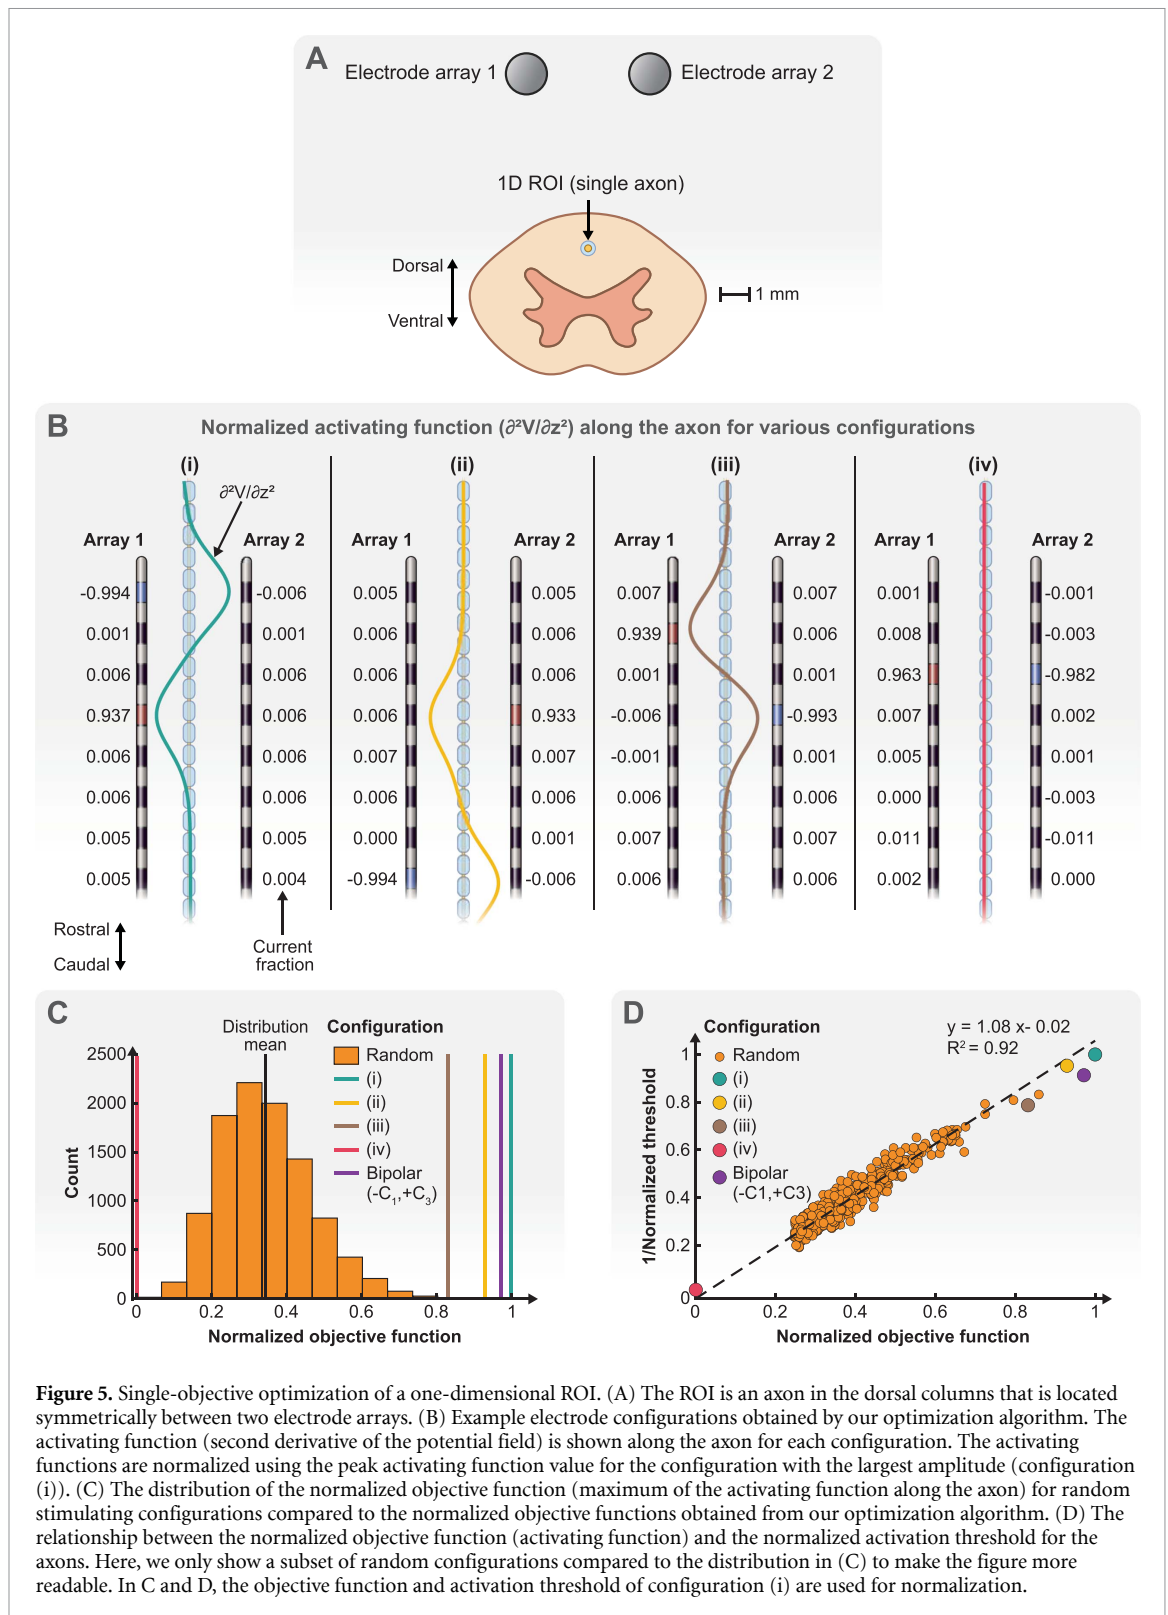 A
Electrode array 1
Electrode array 2
1D ROI (single axon)
Dorsal
Ventral
1 mm
B
Normalized activating function (∂²V/∂z²) along the axon for various configurations
(i)
∂²V/∂z²
Array 1
Array 2
-0.994
-0.006
0.001
0.001
0.006
0.006
0.937
0.006
0.006
0.006
0.006
0.006
0.005
0.005
0.005
0.004
Rostral
Caudal
Current
fraction
(ii)
Array 1
Array 2
0.005
0.005
0.006
0.006
0.006
0.006
0.006
0.933
0.007
0.007
0.006
0.006
0.000
0.001
-0.994
-0.006
(iii)
Array 1
Array 2
0.007
0.007
0.939
0.006
0.001
0.001
-0.006
-0.993
-0.001
0.001
0.006
0.006
0.007
0.007
0.006
0.006
(iv)
Array 1
Array 2
0.001
-0.001
0.008
-0.003
0.963
-0.982
0.007
0.002
0.005
0.001
0.000
-0.003
0.011
-0.011
0.002
0.000
C
Distribution
mean
Configuration
Random
(i)
(ii)
(iii)
(iv)
Bipolar
(-C₁,+C₃)
Count
2500
2000
1500
1000
500
0
0
0.2
0.4
0.6
0.8
1
Normalized objective function
D
Configuration
Random
(i)
(ii)
(iii)
(iv)
Bipolar
(-C1,+C3)
y = 1.08 x- 0.02
R² = 0.92
1/Normalized threshold
1
0.8
0.6
0.4
0.2
0
0
0.2
0.4
0.6
0.8
1
Normalized objective function
Figure 5. Single-objective optimization of a one-dimensional ROI. (A) The ROI is an axon in the dorsal columns that is located
symmetrically between two electrode arrays. (B) Example electrode configurations obtained by our optimization algorithm. The
activating function (second derivative of the potential field) is shown along the axon for each configuration. The activating
functions are normalized using the peak activating function value for the configuration with the largest amplitude (configuration
(i)). (C) The distribution of the normalized objective function (maximum of the activating function along the axon) for random
stimulating configurations compared to the normalized objective functions obtained from our optimization algorithm. (D) The
relationship between the normalized objective function (activating function) and the normalized activation threshold for the
axons. Here, we only show a subset of random configurations compared to the distribution in (C) to make the figure more
readable. In C and D, the objective function and activation threshold of configuration (i) are used for normalization.